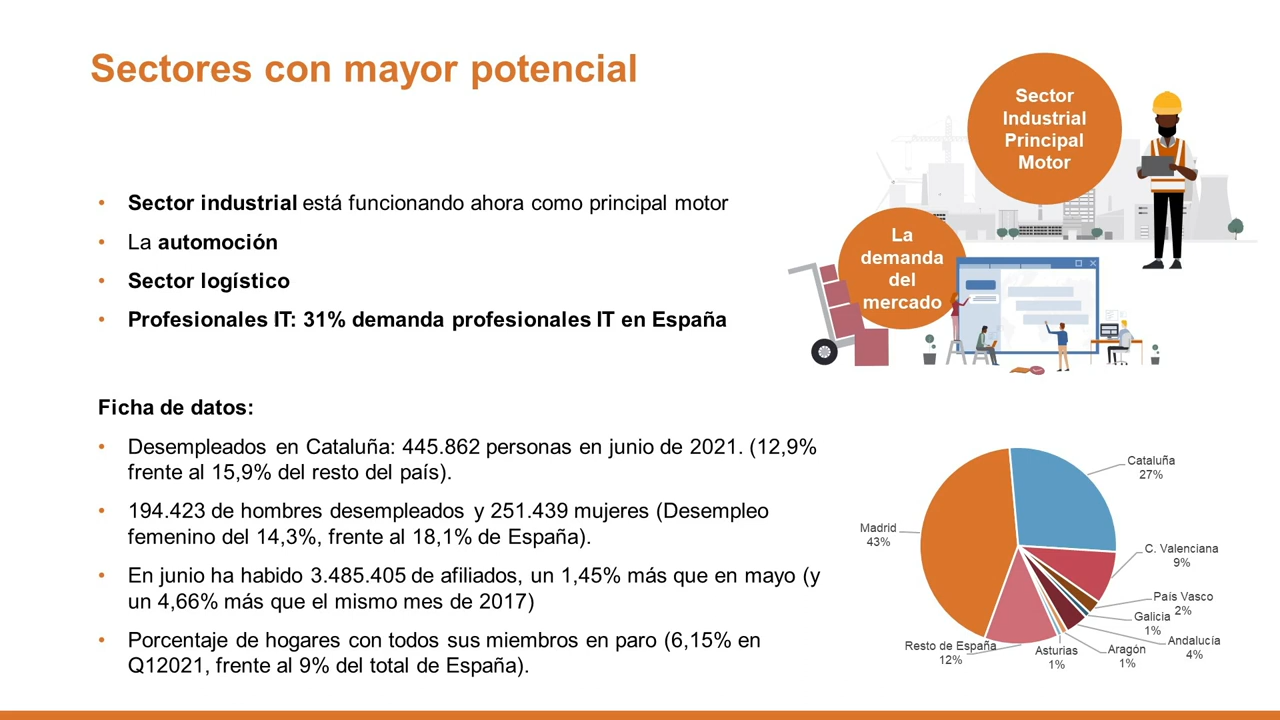 Sectores con mayor potencial
Sector
Industrial
Principal
Motor
La
demanda
del
mercado
• Sector industrial está funcionando ahora como principal motor
• La automoción
• Sector logístico
• Profesionales IT: 31% demanda profesionales IT en España
Ficha de datos:
• Desempleados en Cataluña: 445.862 personas en junio de 2021. (12,9%
frente al 15,9% del resto del país).
• 194.423 de hombres desempleados y 251.439 mujeres (Desempleo
femenino del 14,3%, frente al 18,1% de España).
• En junio ha habido 3.485.405 de afiliados, un 1,45% más que en mayo (y
un 4,66% más que el mismo mes de 2017)
• Porcentaje de hogares con todos sus miembros en paro (6,15% en
Q12021, frente al 9% del total de España).
Cataluña
27%
C. Valenciana
9%
País Vasco
2%
Galicia
1%
Andalucía
4%
Aragón
1%
Asturias
1%
Resto de España
12%
Madrid
43%